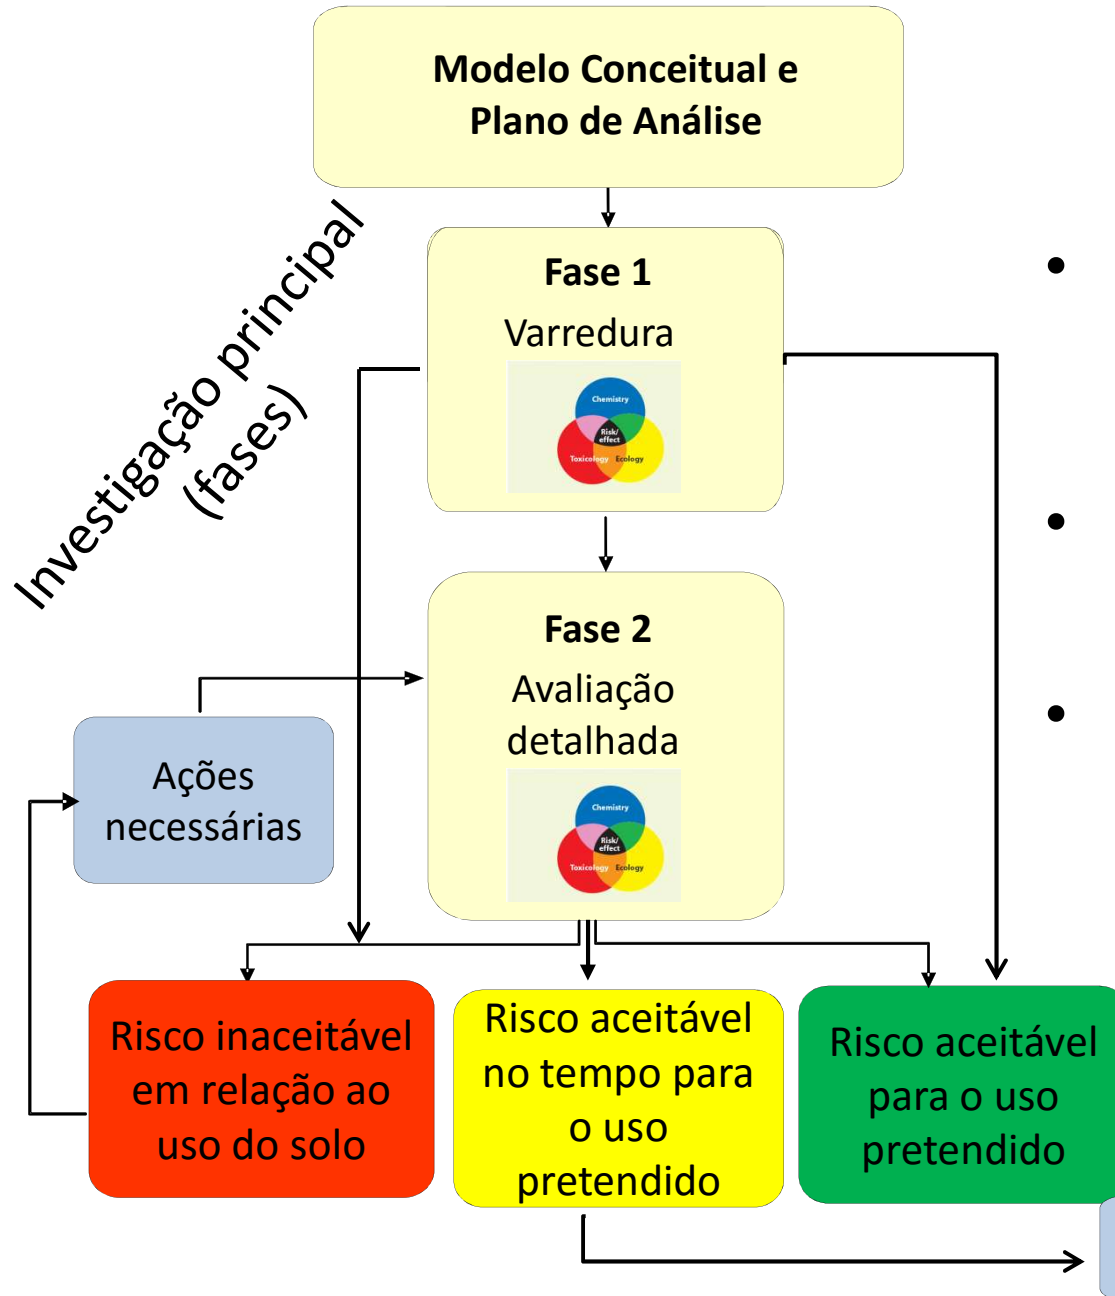 Modelo Conceitual e
Plano de Análise
Investigação principal
(fases)
Fase 1
Varredura
Chemistry
Risk/
effect
Toxicology Ecology
Fase 2
Avaliação
detalhada
Chemistry
Risk/
effect
Toxicology Ecology
Ações
necessárias
Risco inaceitável
em relação ao
uso do solo
Risco aceitável
no tempo para
o uso
pretendido
Risco aceitável
para o uso
pretendido